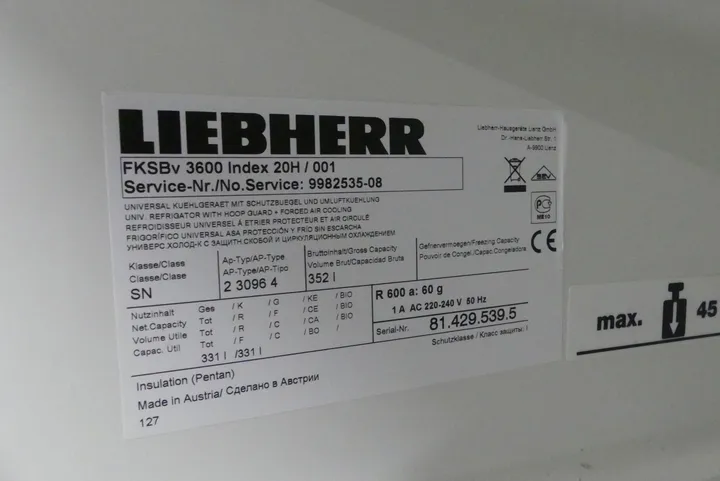 LIEBHERR
Liebherr-Hausgeräte Lienz GmbH
Dr.-Hans-Liebherr-Str. 1
A-9900 Lienz
FKSBv 3600 Index 20H / 001
Service-Nr./No.Service: 9982535-08
UNIVERSAL KUEHLGERAET MIT SCHUTZBUEGEL UND UMLUFTKUEHLUNG
UNIV. REFRIGATOR WITH HOOP GUARD + FORCED AIR COOLING
REFROIDISSEUR UNIVERSEL À ETRIER PROTECTEUR ET AIR CIRCULÉ
FRIGORÍFICO UNIVERSAL ASA PROTECCIÓN Y FRÍO SIN ESCARCHA
УНИВЕРС.ХОЛОД-К С ЗАЩИТН.СКОБОЙ И ЦИРКУЛЯЦИОННЫМ ОХЛАЖДЕНИЕМ
Klasse/Class
Classe/Clase
SN
Ap-Typ/AP-Type
AP-Type/AP-Tipo
2 3096 4
Bruttoinhalt/Gross Capacity
Volume Brut/Capacidad Bruta
352 l
Gefriervermoegen/Freezing Capacity
Pouvoir de Congel./Capac.Congeladora
CE
Nutzinhalt Ges / K / G / KE / BIO
Net.Capacity Tot / R / F / CE / BIO
Volume Utile Tot / R / C / CA / BIO
Capac. Util Tot / F / C / BO /
331 l /331 l
R 600 a: 60 g
1 A AC 220-240 V 50 Hz
Serial-Nr. 81.429.539.5
Schutzklasse / Класс защиты: I
Insulation (Pentan)
Made in Austria/ Сделано в Австрии
127
max. 45